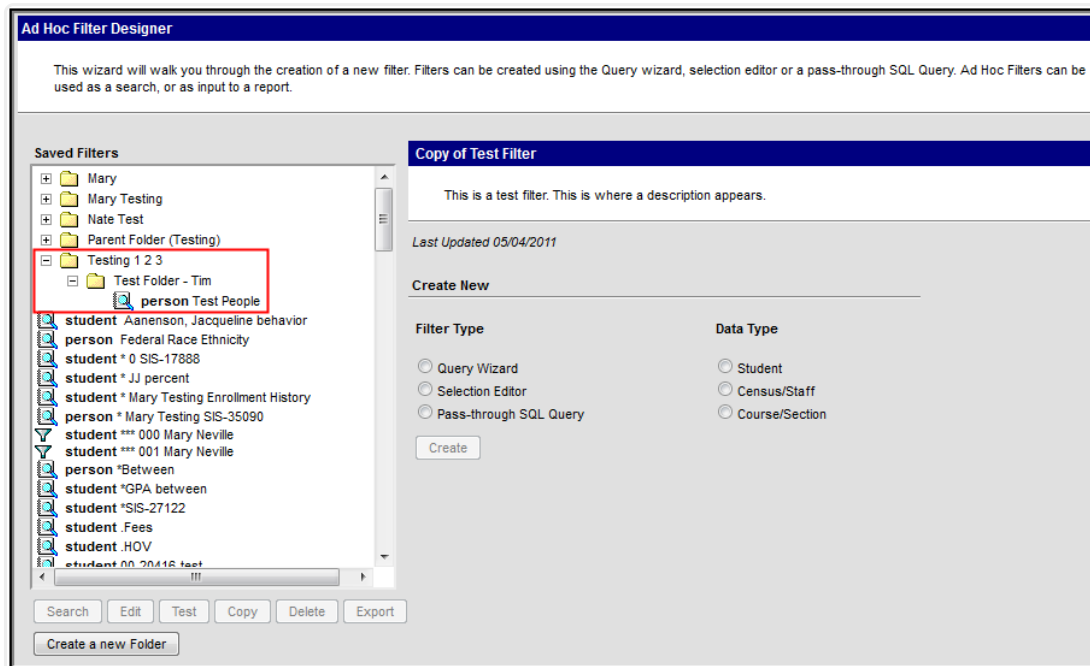 Ad Hoc Filter Designer
This wizard will walk you through the creation of a new filter. Filters can be created using the Query wizard, selection editor or a pass-through SQL Query. Ad Hoc Filters can be
used as a search, or as input to a report.
Saved Filters
Mary
Mary Testing
Nate Test
Parent Folder (Testing)
Testing 1 2 3
Test Folder - Tim
person Test People
student Aanenson, Jacqueline behavior
person Federal Race Ethnicity
student * 0 SIS-17888
student * JJ percent
student * Mary Testing Enrollment History
person * Mary Testing SIS-35090
student *** 000 Mary Neville
student *** 001 Mary Neville
person *Between
student *GPA between
student *SIS-27122
student .Fees
student .HOV
student 00 20416 test
Search Edit Test Copy Delete Export
Create a new Folder
Copy of Test Filter
This is a test filter. This is where a description appears.
Last Updated 05/04/2011
Create New
Filter Type Data Type
Query Wizard Student
Selection Editor Census/Staff
Pass-through SQL Query Course/Section
Create